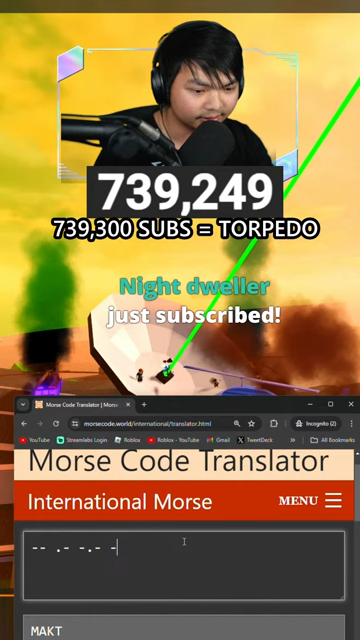 739,249
739,300 SUBS = TORPEDO
Night dweller
just subscribed!
Morse Code Translator | Mors
morsecode.world/international/translator.html
Incognito (2)
YouTube
Streamlabs Login
Roblox
Roblox - YouTube
Gmail
TweetDeck
»
All Bookmarks
Morse Code Translator
International Morse
MENU
-- .- -.- -
MAKT